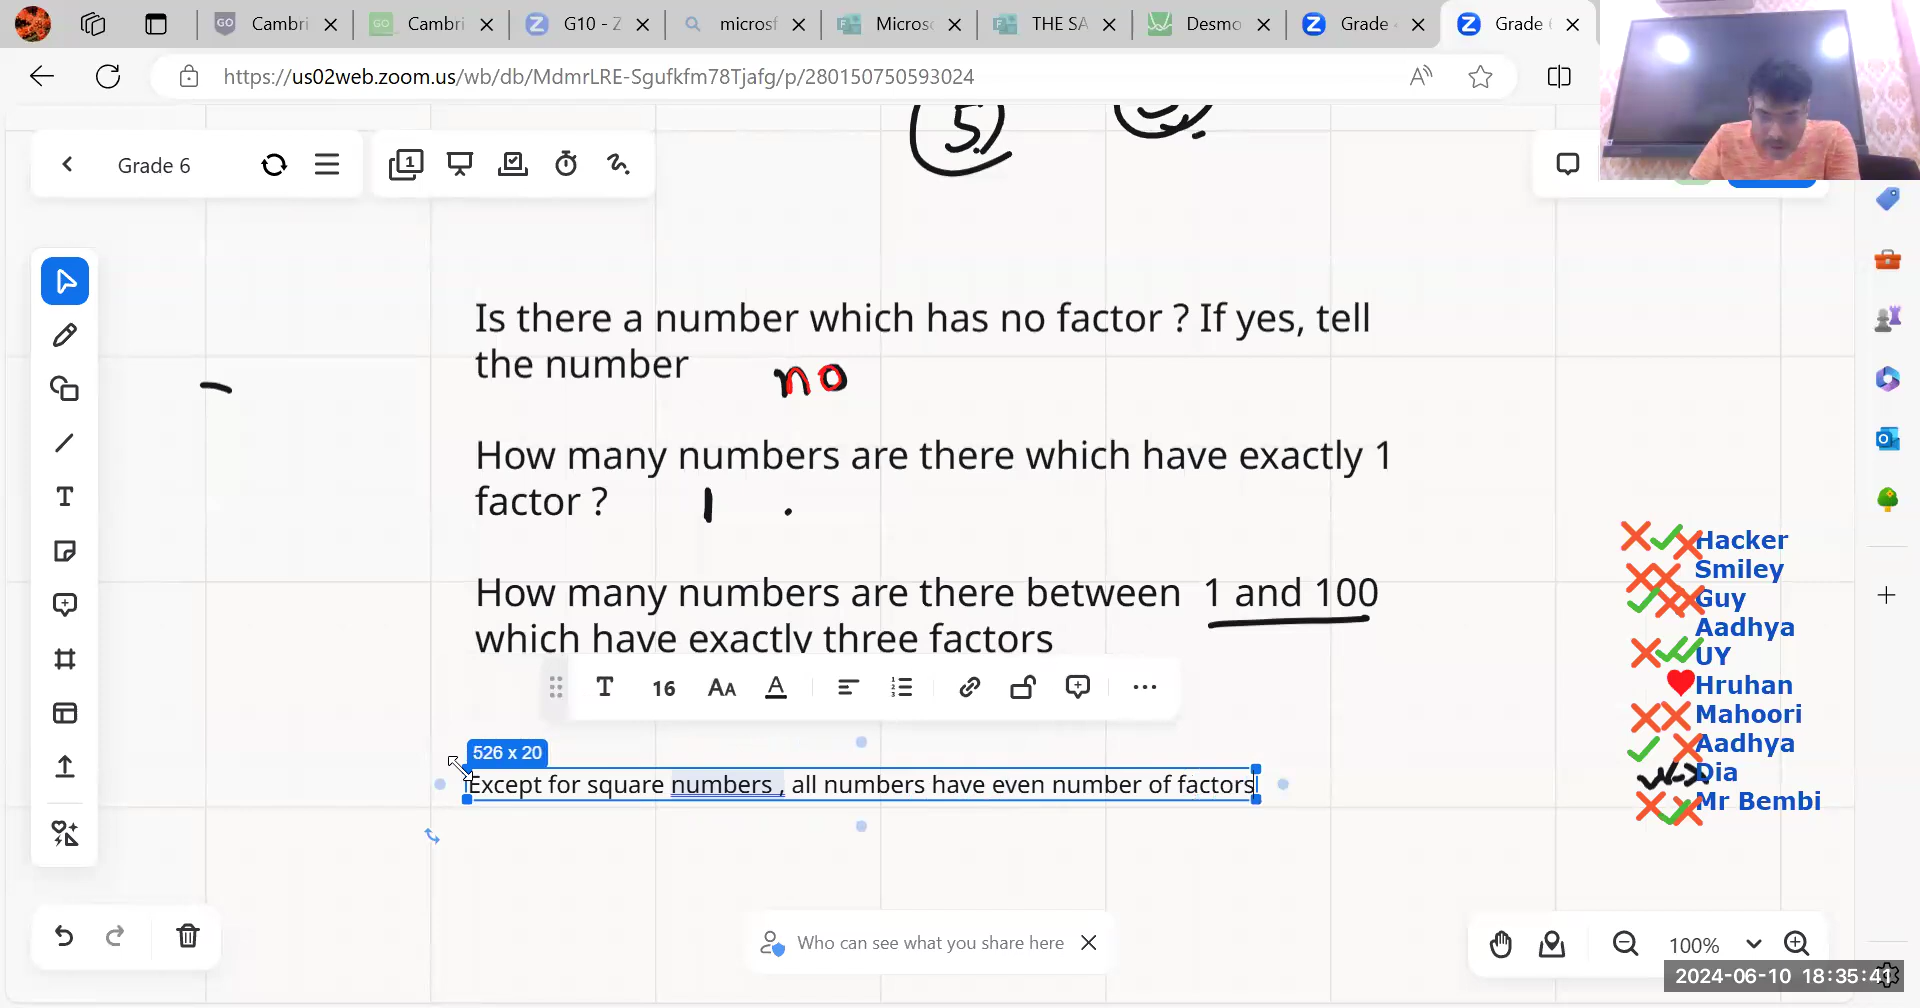 Cambri
Cambri
G10 - Z
microsf
Micros
THE SA
Desmo
Grade
Grade
https://us02web.zoom.us/wb/db/MdmrLRE-Sgufkfm78Tjafg/p/280150750593024
5
Grade 6
1
Is there a number which has no factor ? If yes, tell
the number
no
How many numbers are there which have exactly 1
factor ?
1 .
How many numbers are there between 1 and 100
which have exactly three factors
16
526 x 20
Except for square numbers , all numbers have even number of factors
Hacker
Smiley
Guy
Aadhya
UY
Hruhan
Mahoori
Aadhya
Dia
Mr Bembi
Who can see what you share here
100%
2024-06-10 18:35:41